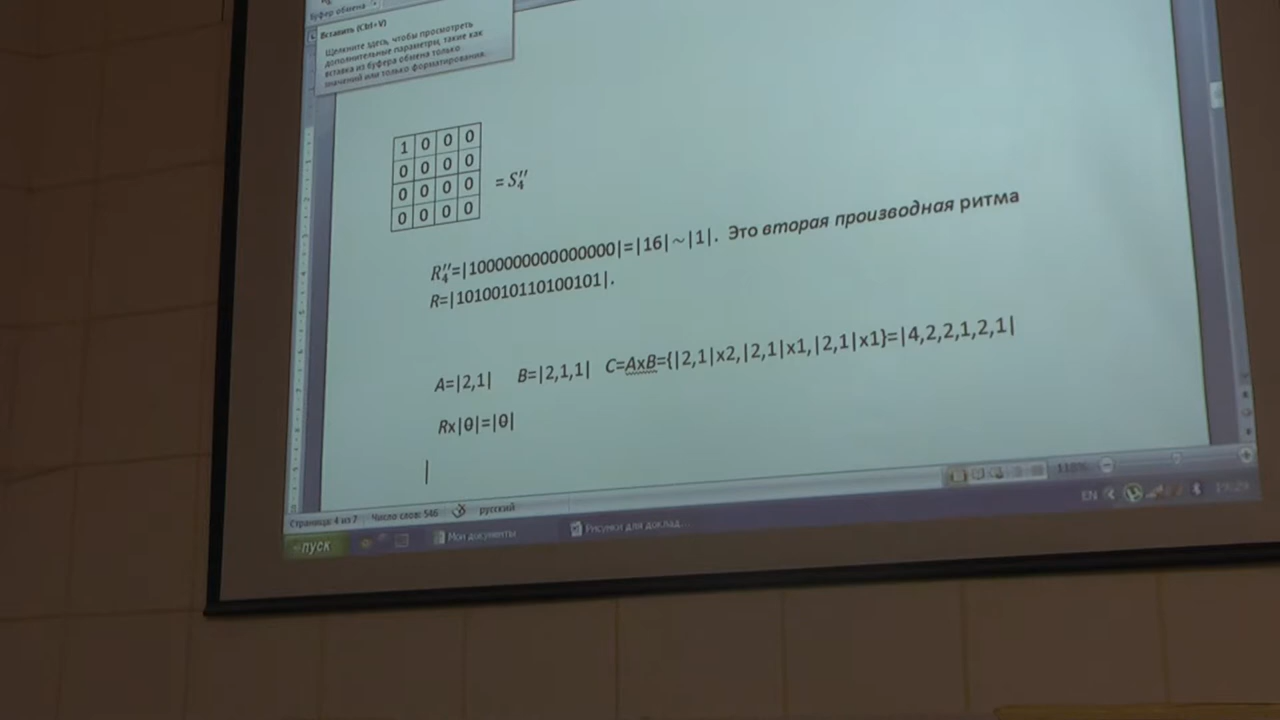 Буфер обмена
Вставить (Ctrl+V)
Щелкните здесь, чтобы просмотреть
дополнительные параметры, такие как
вставка из буфера обмена только
значений или только форматирования.
1 0 0 0
0 0 0 0
0 0 0 0
0 0 0 0
= S₄′′
R₄′′=|1000000000000000|=|16|~|1|. Это вторая производная ритма
R=|1010010110100101|.
A=|2,1| B=|2,1,1| C=AxB={|2,1|x2,|2,1|x1,|2,1|x1}=|4,2,2,1,2,1|
Rx|0|=|0|
118%
Страница: 4 из 7 Число слов: 546 русский
EN 19:29
пуск Мои документы Рисунки для доклад...